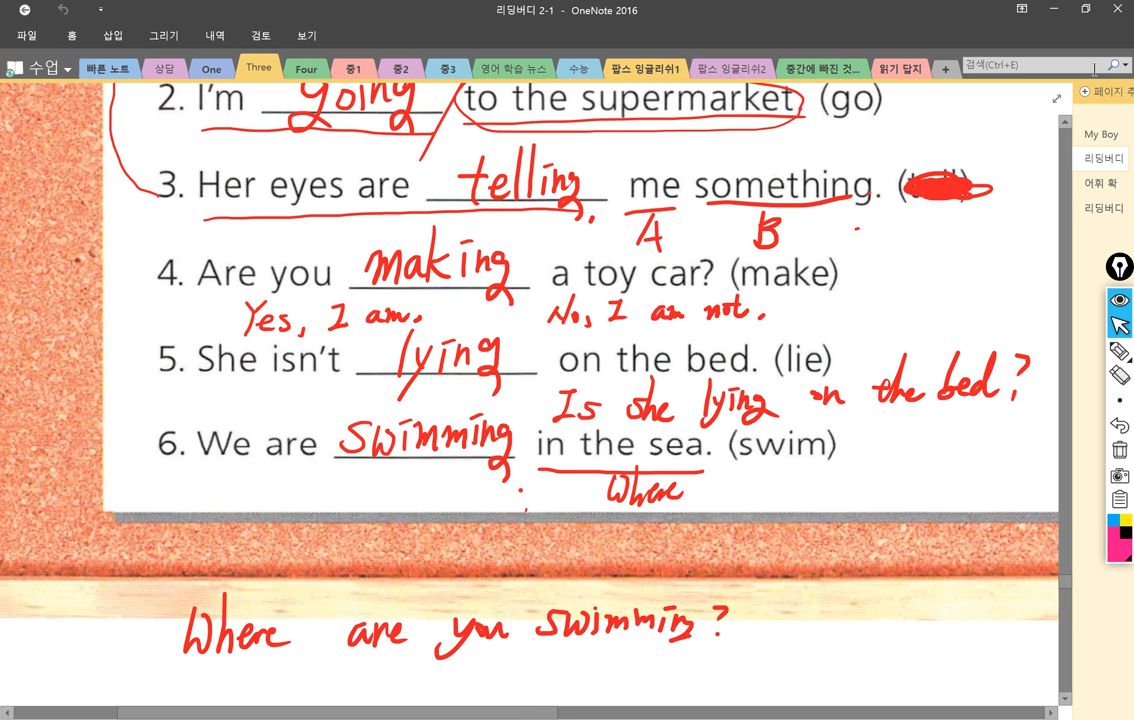 리딩버디 2-1 - OneNote 2016
파일 홈 삽입 그리기 내역 검토 보기
수업 빠른 노트 상담 One Three Four 중1 중2 중3 영어 학습 뉴스 수능 팝스 잉글리쉬1 팝스 잉글리쉬2 중간에 빠진 것... 읽기 답지 + 검색(Ctrl+E)
페이지 추
My Boy
리딩버디
어휘 확
리딩버디
2. I'm going to the supermarket. (go)
3. Her eyes are telling me something.
A B
4. Are you making a toy car? (make)
Yes, I am. No, I am not.
5. She isn't lying on the bed. (lie)
Is she lying on the bed?
6. We are swimming in the sea. (swim)
Where
Where are you swimming?